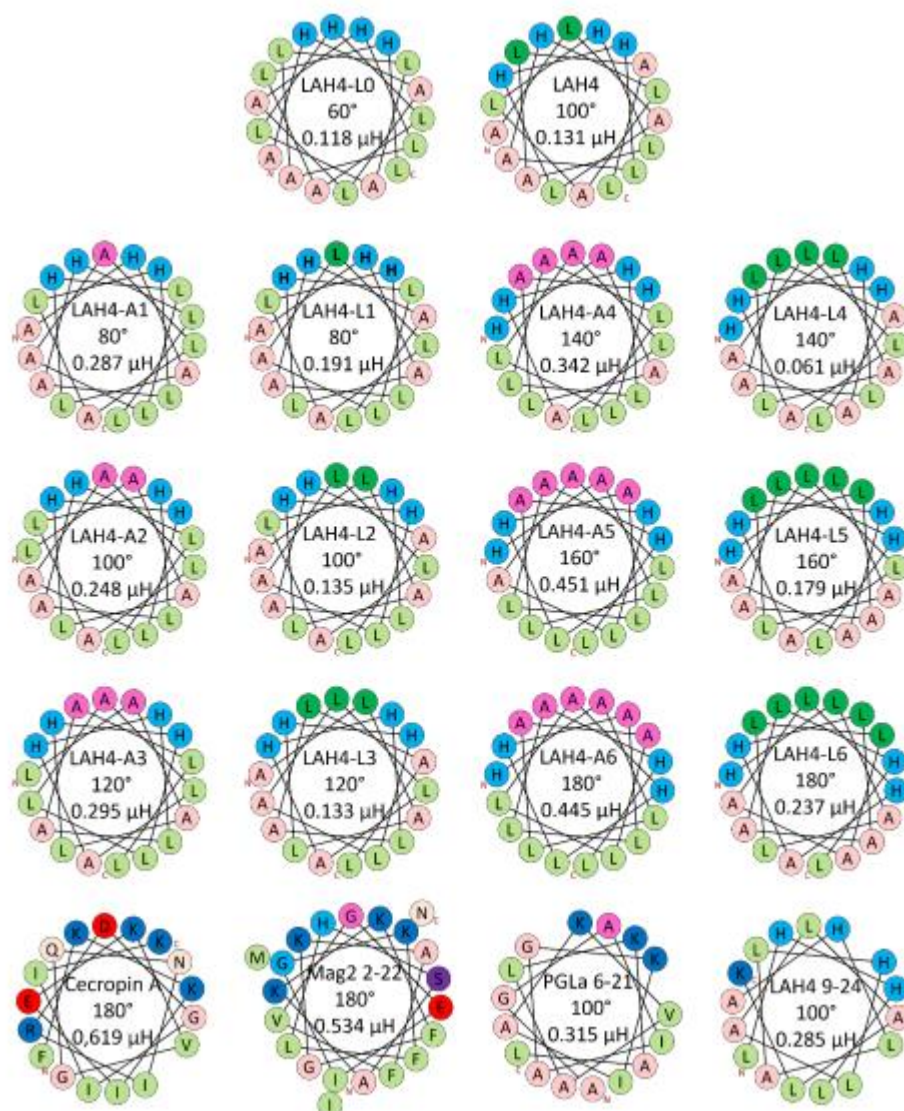 H H H H L A L L L A L A A A L A L L
LAH4-L0
60°
0.118 μH
N
C
H L H L H H A L A L L L A L A A A L
LAH4
100°
0.131 μH
N
C
H H A H H L L L A L L L A L A A A L
LAH4-A1
80°
0.287 μH
N
C
H H L H H L A L A L L L A L A A A L
LAH4-L1
80°
0.191 μH
N
C
H H A A A A H H L L A L L L A L L L
LAH4-A4
140°
0.342 μH
N
C
H H L L L L H H A L A L A L A L A A
LAH4-L4
140°
0.061 μH
N
C
H H A A H H L L A L L L A L A A L L
LAH4-A2
100°
0.248 μH
N
C
H H L L H H A L A L L L A L A A A L
LAH4-L2
100°
0.135 μH
N
C
H H A A A A A H H L L L L L L L L A
LAH4-A5
160°
0.451 μH
N
C
H H L L L L L H H A A A A L A L A A
LAH4-L5
160°
0.179 μH
N
C
H H A A A H H L L A L L L A L A L L
LAH4-A3
120°
0.295 μH
N
C
H H L L L H H A L A L L L A L A A A
LAH4-L3
120°
0.133 μH
N
C
H H A A A A A A H H L L L L L L L L
LAH4-A6
180°
0.445 μH
N
H H L L L L L L H H A A A L A L A A
LAH4-L6
180°
0.237 μH
N
C
Q K D K K N K G V I I I G F R E I
Cecropin A
180°
0,619 μH
M K G K H G K K N A S E F F F A I I G L V
Mag2 2-22
180°
0.534 μH
K A K K V I A I A A A L A G L G
PGLa 6-21
100°
0.315 μH
K L H L H H H A L L L L A L A A
LAH4 9-24
100°
0.285 μH